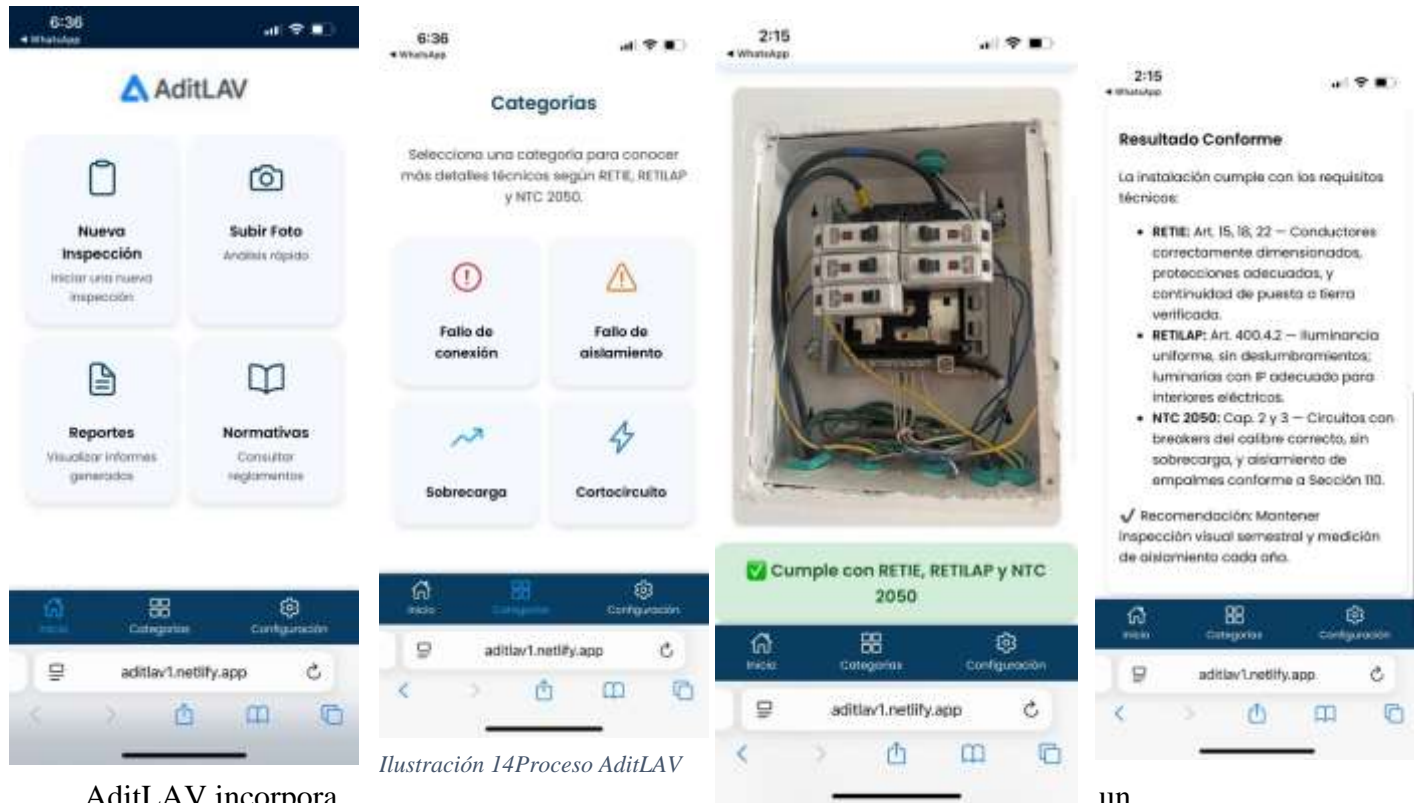 6:36
WhatsApp
AditLAV
Nueva
Inspección
Iniciar una nueva
inspección
Subir Foto
Análisis rápido
Reportes
Visualizar informes
generados
Normativas
Consultar
reglamentos
Inicio
Categorías
Configuración
aditlav1.netlify.app
6:36
WhatsApp
Categorías
Selecciona una categoría para conocer
más detalles técnicos según RETIE, RETILAP
y NTC 2050.
Fallo de
conexión
Fallo de
aislamiento
Sobrecarga
Cortocircuito
Inicio
Categorías
Configuración
aditlav1.netlify.app
Ilustración 14Proceso AditLAV
2:15
WhatsApp
✅ Cumple con RETIE, RETILAP y NTC
2050
Inicio
Categorías
Configuración
aditlav1.netlify.app
2:15
WhatsApp
Resultado Conforme
La instalación cumple con los requisitos
técnicos:
• RETIE: Art. 15, 18, 22 — Conductores
correctamente dimensionados,
protecciones adecuadas, y
continuidad de puesta a tierra
verificada.
• RETILAP: Art. 400.4.2 — Iluminancia
uniforme, sin deslumbramientos;
luminarias con IP adecuado para
interiores eléctricos.
• NTC 2050: Cap. 2 y 3 — Circuitos con
breakers del calibre correcto, sin
sobrecarga, y aislamiento de
empalmes conforme a Sección 110.
✔ Recomendación: Mantener
inspección visual semestral y medición
de aislamiento cada año.
Inicio
Categorías
Configuración
aditlav1.netlify.app
AditLAV incorpora un